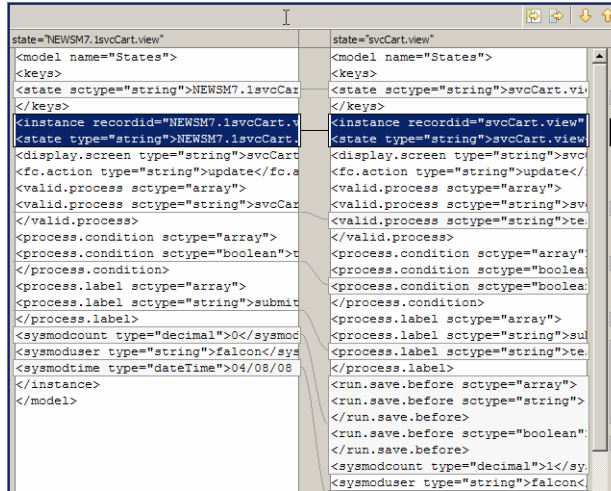 state="NEWSM7.1svcCart.view"
<model name="States">
<keys>
<state sctype="string">NEWSM7.1svcCar
</keys>
<instance recordid="NEWSM7.1svcCart.v
<state type="string">NEWSM7.1svcCart.
<display.screen type="string">svcCart
<fc.action type="string">update</fc.a
<valid.process sctype="array">
<valid.process sctype="string">svcCar
</valid.process>
<process.condition sctype="array">
<process.condition sctype="boolean">t
</process.condition>
<process.label sctype="array">
<process.label sctype="string">submit
</process.label>
<sysmodcount type="decimal">0</sysmod
<sysmoduser type="string">falcon</sys
<sysmodtime type="dateTime">04/08/08
</instance>
</model>
state="svcCart.view"
<model name="States">
<keys>
<state sctype="string">svcCart.vi
</keys>
<instance recordid="svcCart.view"
<state type="string">svcCart.view
<display.screen type="string">svc
<fc.action type="string">update</
<valid.process sctype="array">
<valid.process sctype="string">sv
<valid.process sctype="string">te
</valid.process>
<process.condition sctype="array"
<process.condition sctype="boolea
<process.condition sctype="boolea
</process.condition>
<process.label sctype="array">
<process.label sctype="string">su
<process.label sctype="string">te
</process.label>
<run.save.before sctype="array">
<run.save.before sctype="string">
</run.save.before>
<run.save.before sctype="boolean"
</run.save.before>
<sysmodcount type="decimal">1</sy
<sysmoduser type="string">falcon<